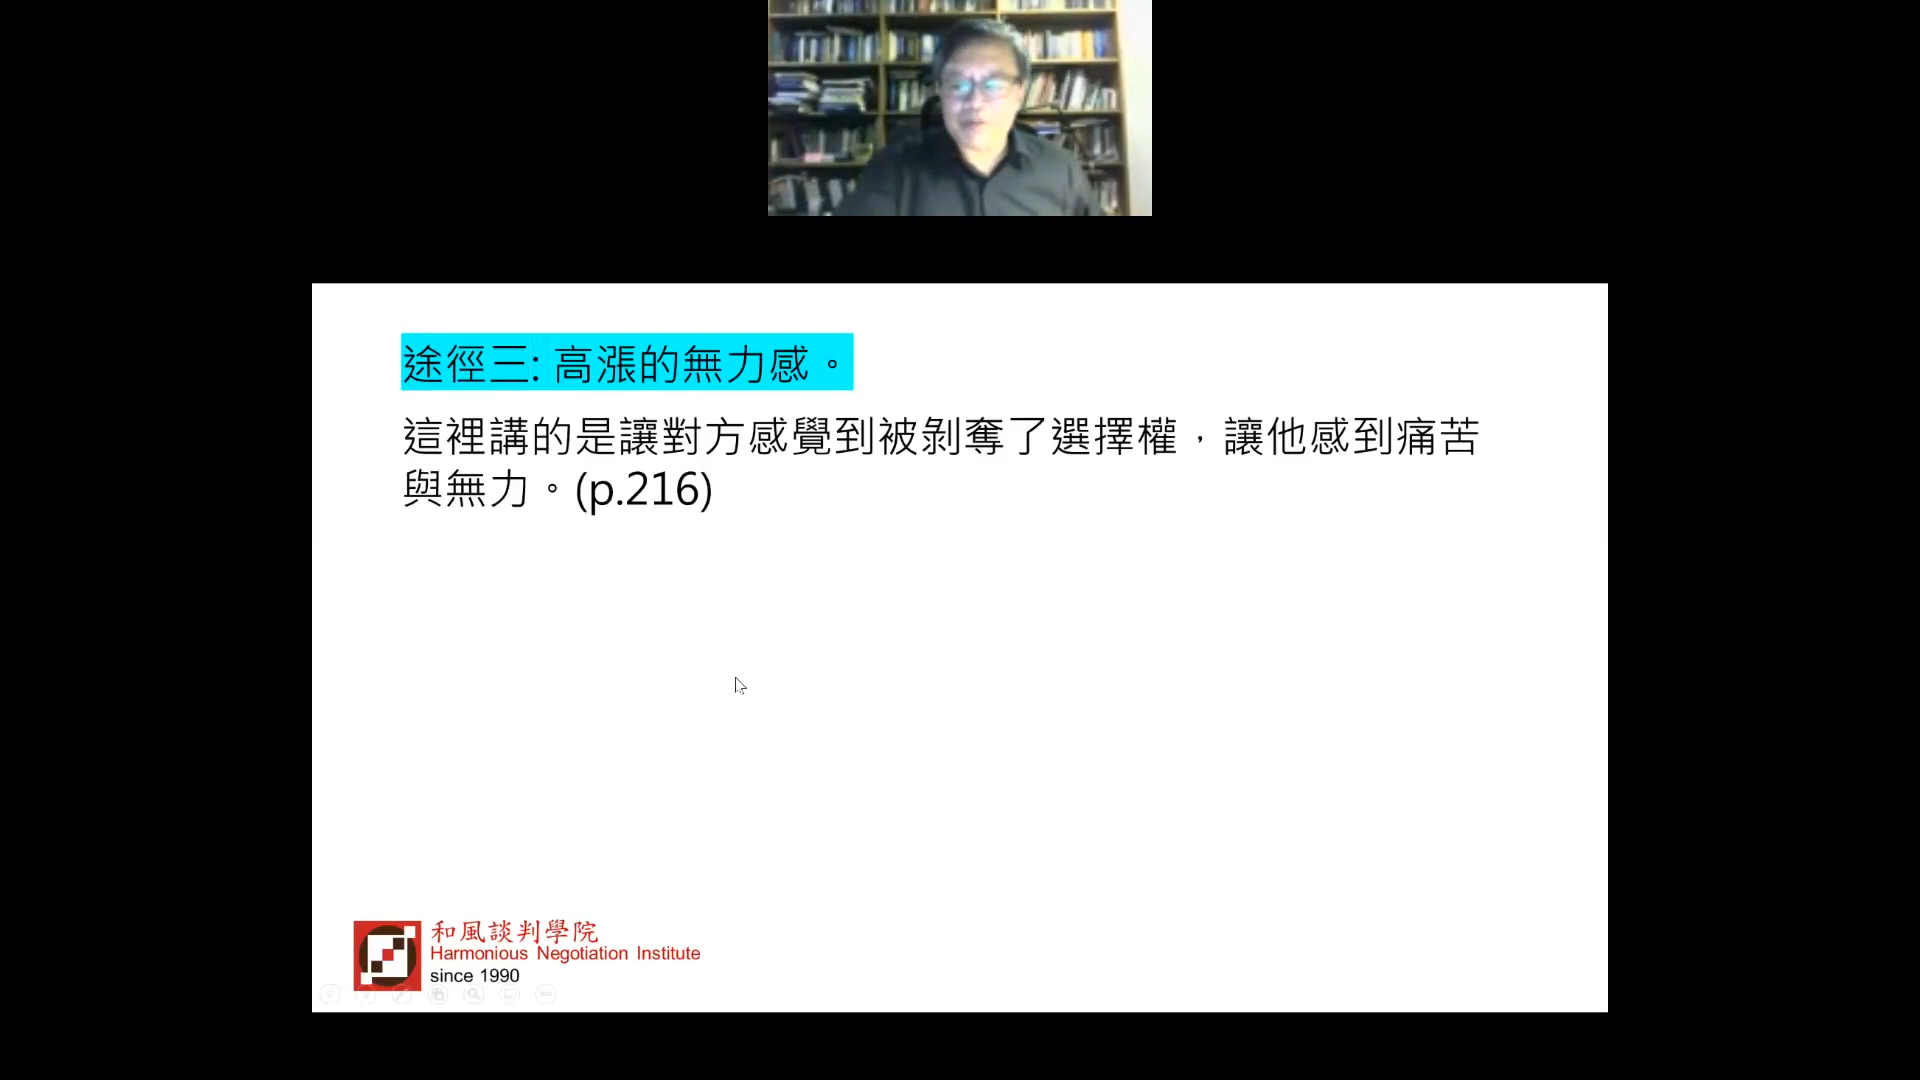 途徑三: 高漲的無力感。
這裡講的是讓對方感覺到被剝奪了選擇權，讓他感到痛苦
與無力。(p.216)
和風談判學院
Harmonious Negotiation Institute
since 1990